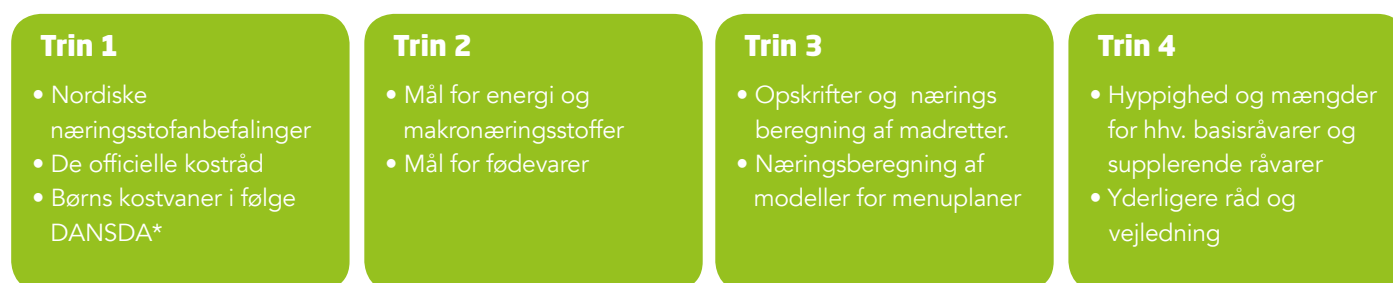 Trin 1
• Nordiske
næringsstofanbefalinger
• De officielle kostråd
• Børns kostvaner i følge
DANSDA*
Trin 2
• Mål for energi og
makronæringsstoffer
• Mål for fødevarer
Trin 3
• Opskrifter og nærings
beregning af madretter.
• Næringsberegning af
modeller for menuplaner
Trin 4
• Hyppighed og mængder
for hhv. basisråvarer og
supplerende råvarer
• Yderligere råd og
vejledning